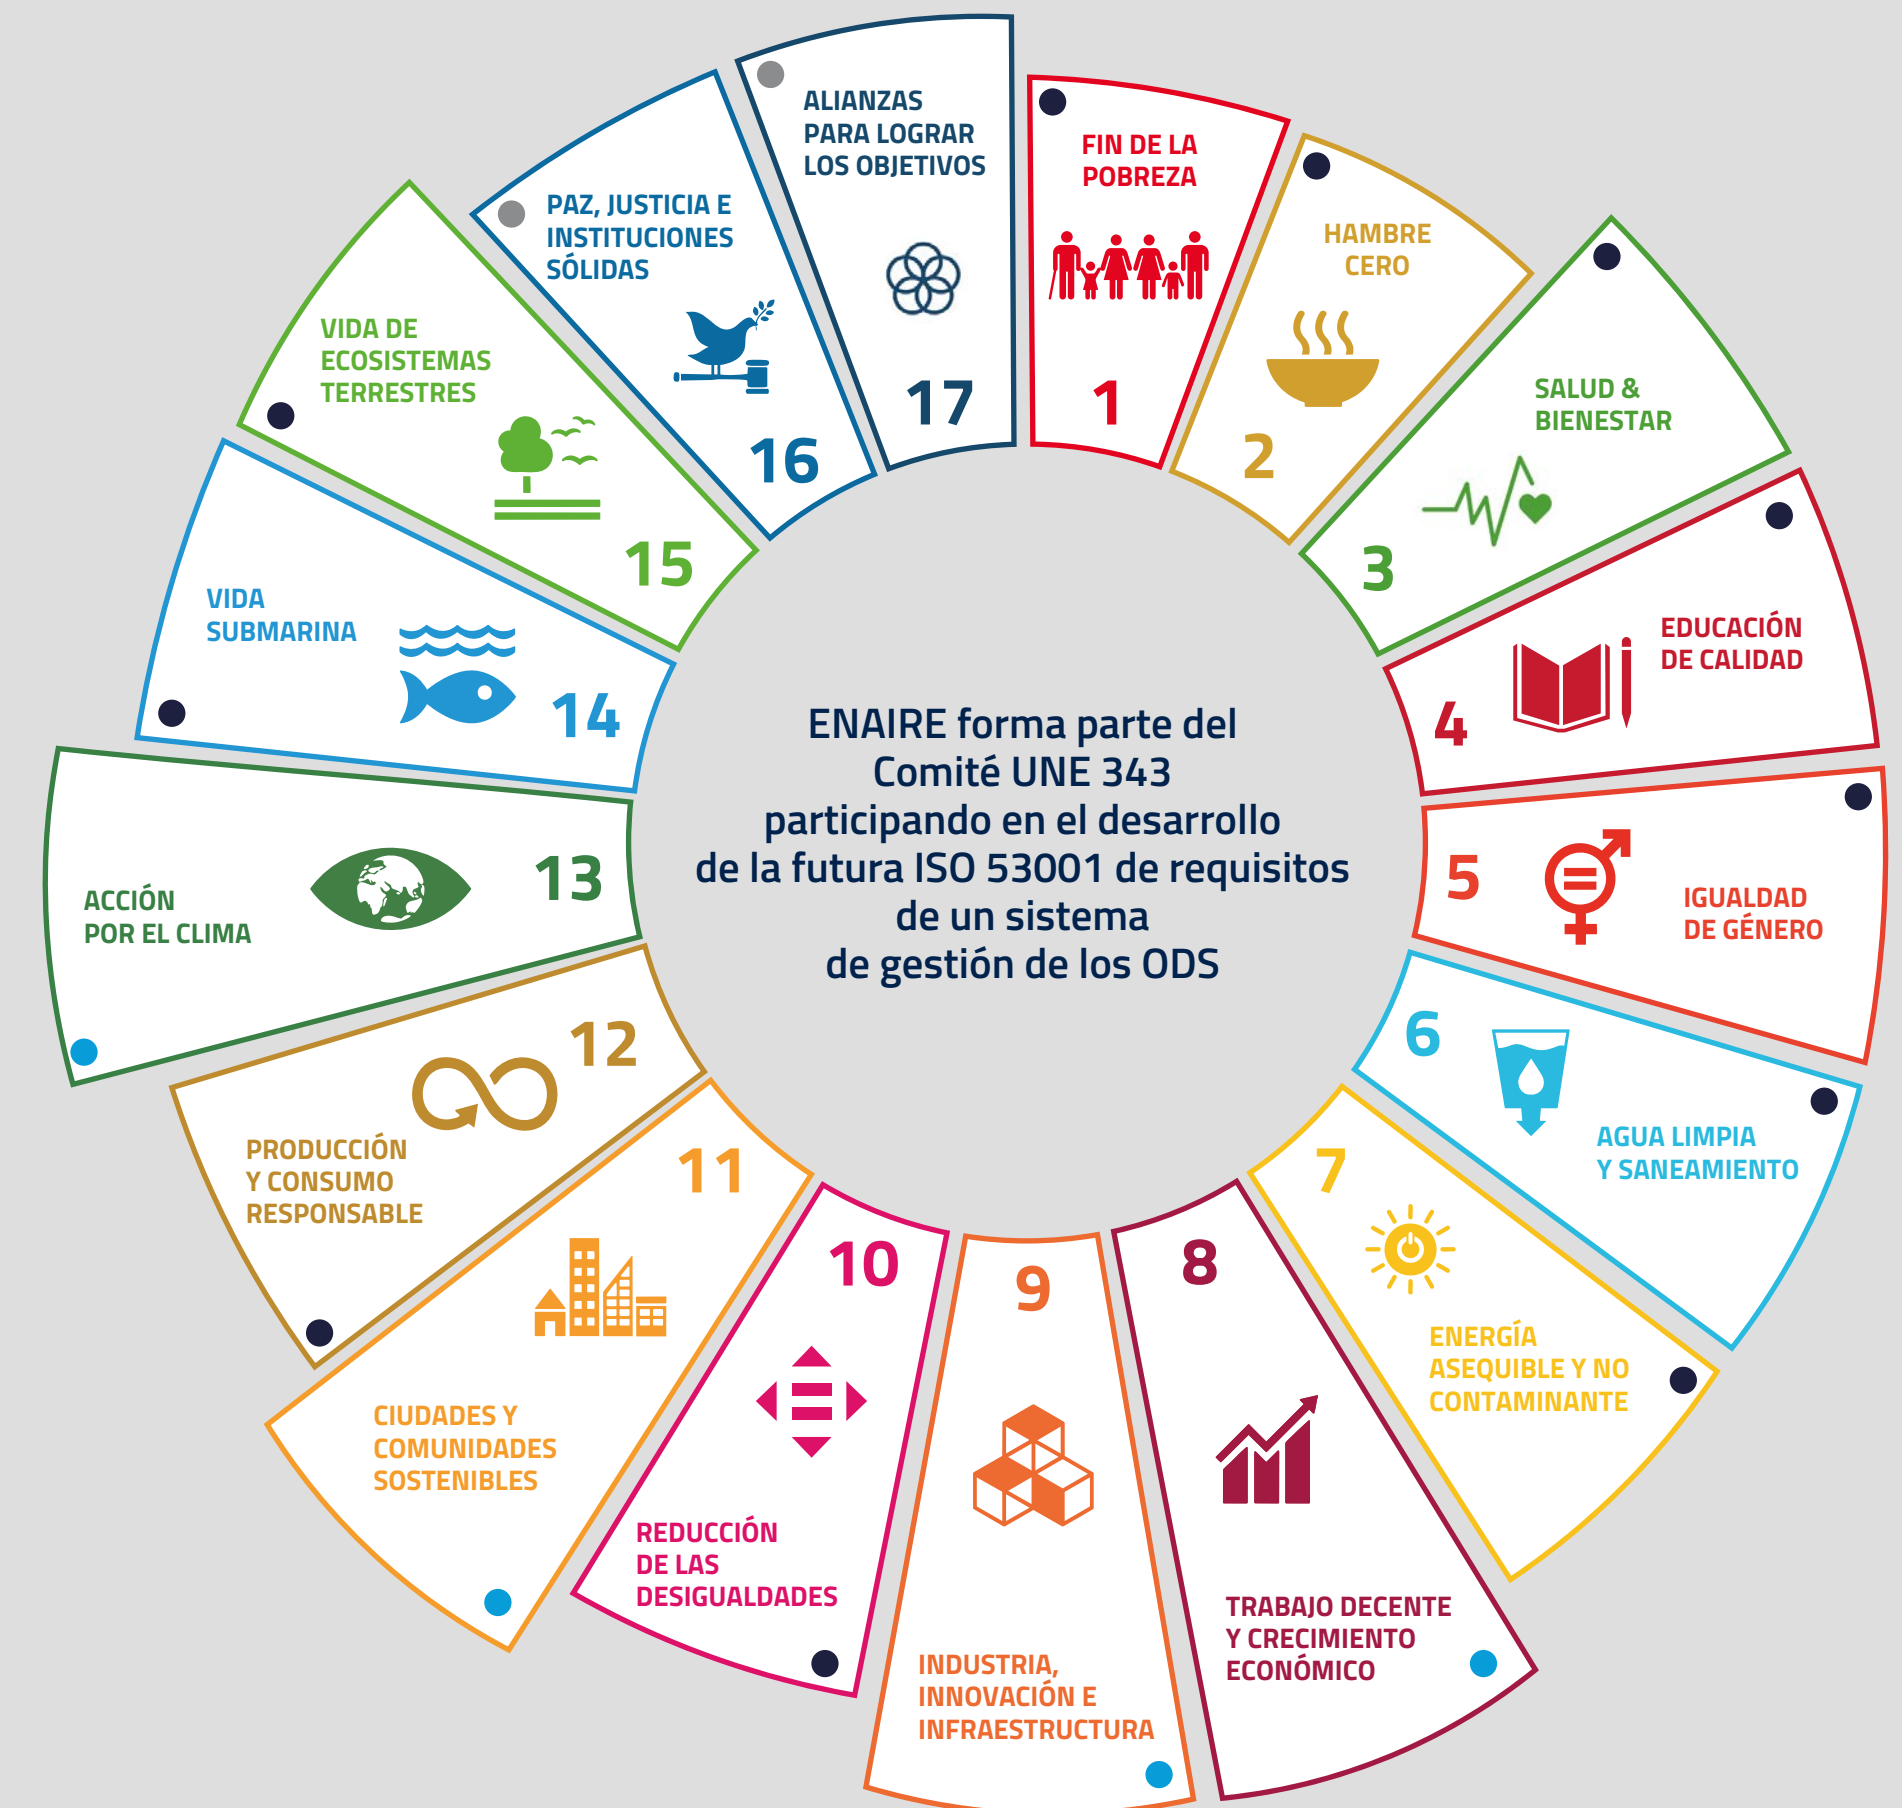 FIN DE LA
POBREZA
1
HAMBRE
CERO
2
SALUD &
BIENESTAR
3
EDUCACIÓN
DE CALIDAD
4
IGUALDAD
DE GÉNERO
5
AGUA LIMPIA
Y SANEAMIENTO
6
ENERGÍA
ASEQUIBLE Y NO
CONTAMINANTE
7
TRABAJO DECENTE
Y CRECIMIENTO
ECONÓMICO
8
INDUSTRIA,
INNOVACIÓN E
INFRAESTRUCTURA
9
REDUCCIÓN
DE LAS
DESIGUALDADES
10
CIUDADES Y
COMUNIDADES
SOSTENIBLES
11
PRODUCCIÓN
Y CONSUMO
RESPONSABLE
12
ACCIÓN
POR EL CLIMA
13
VIDA
SUBMARINA
14
VIDA DE
ECOSISTEMAS
TERRESTRES
15
PAZ, JUSTICIA E
INSTITUCIONES
SÓLIDAS
16
ALIANZAS
PARA LOGRAR
LOS OBJETIVOS
17
ENAIRE forma parte del
Comité UNE 343
participando en el desarrollo
de la futura ISO 53001 de requisitos
de un sistema
de gestión de los ODS